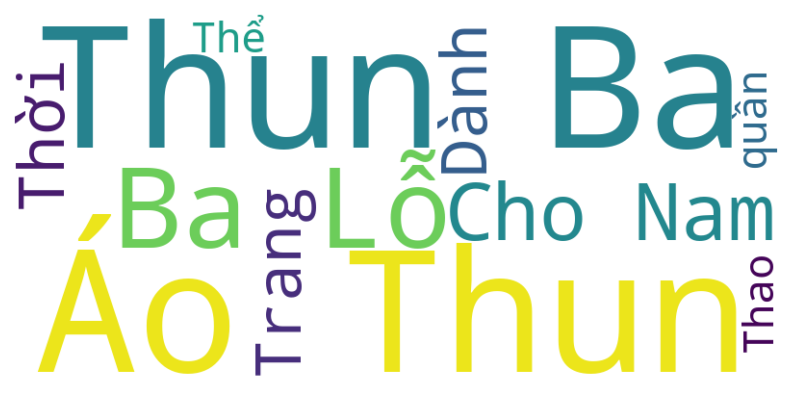 Thun Ba
Thể
Thời
Dành
quần
Ba Lỗ
Cho Nam
Trang
Áo Thun
Thao